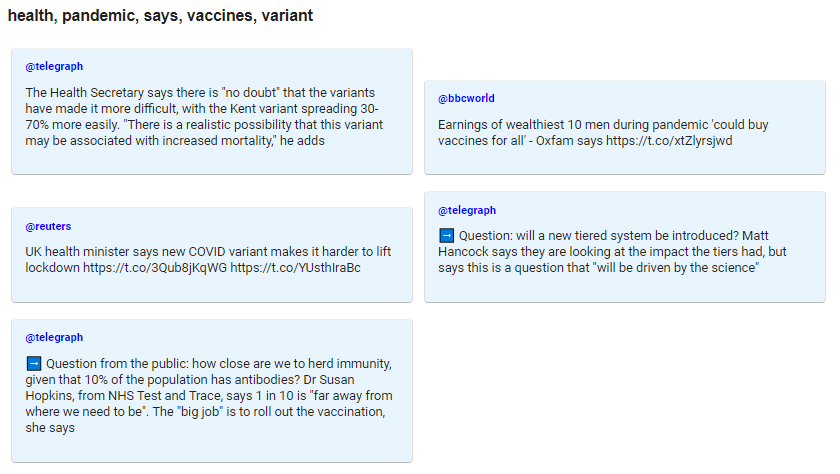 health, pandemic, says, vaccines, variant
@telegraph
The Health Secretary says there is "no doubt" that the variants
have made it more difficult, with the Kent variant spreading 30-
70% more easily. "There is a realistic possibility that this variant
may be associated with increased mortality," he adds
@bbcworld
Earnings of wealthiest 10 men during pandemic 'could buy
vaccines for all' - Oxfam says https://t.co/xtZlyrsjwd
@reuters
UK health minister says new COVID variant makes it harder to lift
lockdown https://t.co/3Qub8jKqWG https://t.co/YUsthIraBc
@telegraph
➡ Question: will a new tiered system be introduced? Matt
Hancock says they are looking at the impact the tiers had, but
says this is a question that "will be driven by the science"
@telegraph
➡ Question from the public: how close are we to herd immunity,
given that 10% of the population has antibodies? Dr Susan
Hopkins, from NHS Test and Trace, says 1 in 10 is "far away from
where we need to be". The "big job" is to roll out the vaccination,
she says